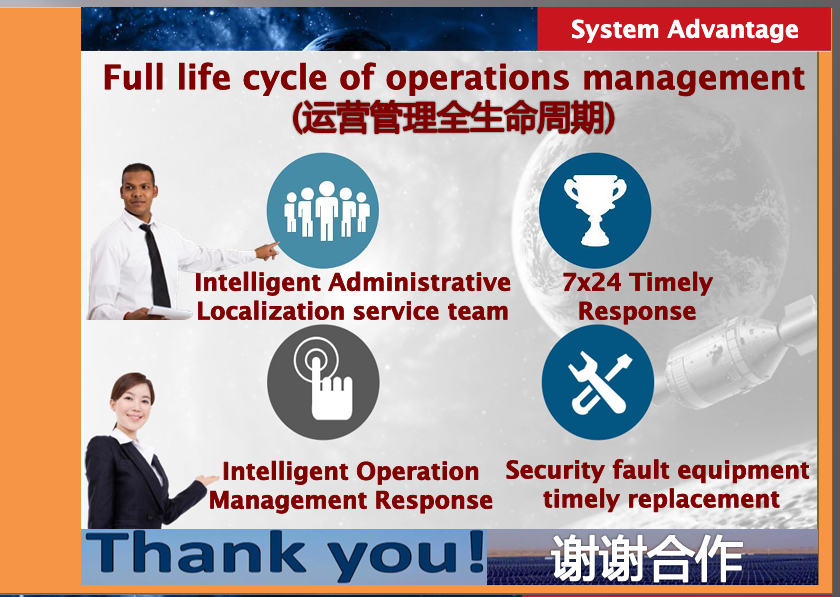 System Advantage
Full life cycle of operations management
(运营管理全生命周期)
Intelligent Administrative
Localization service team
7x24 Timely
Response
Intelligent Operation
Management Response
Security fault equipment
timely replacement
Thank you!
谢谢合作